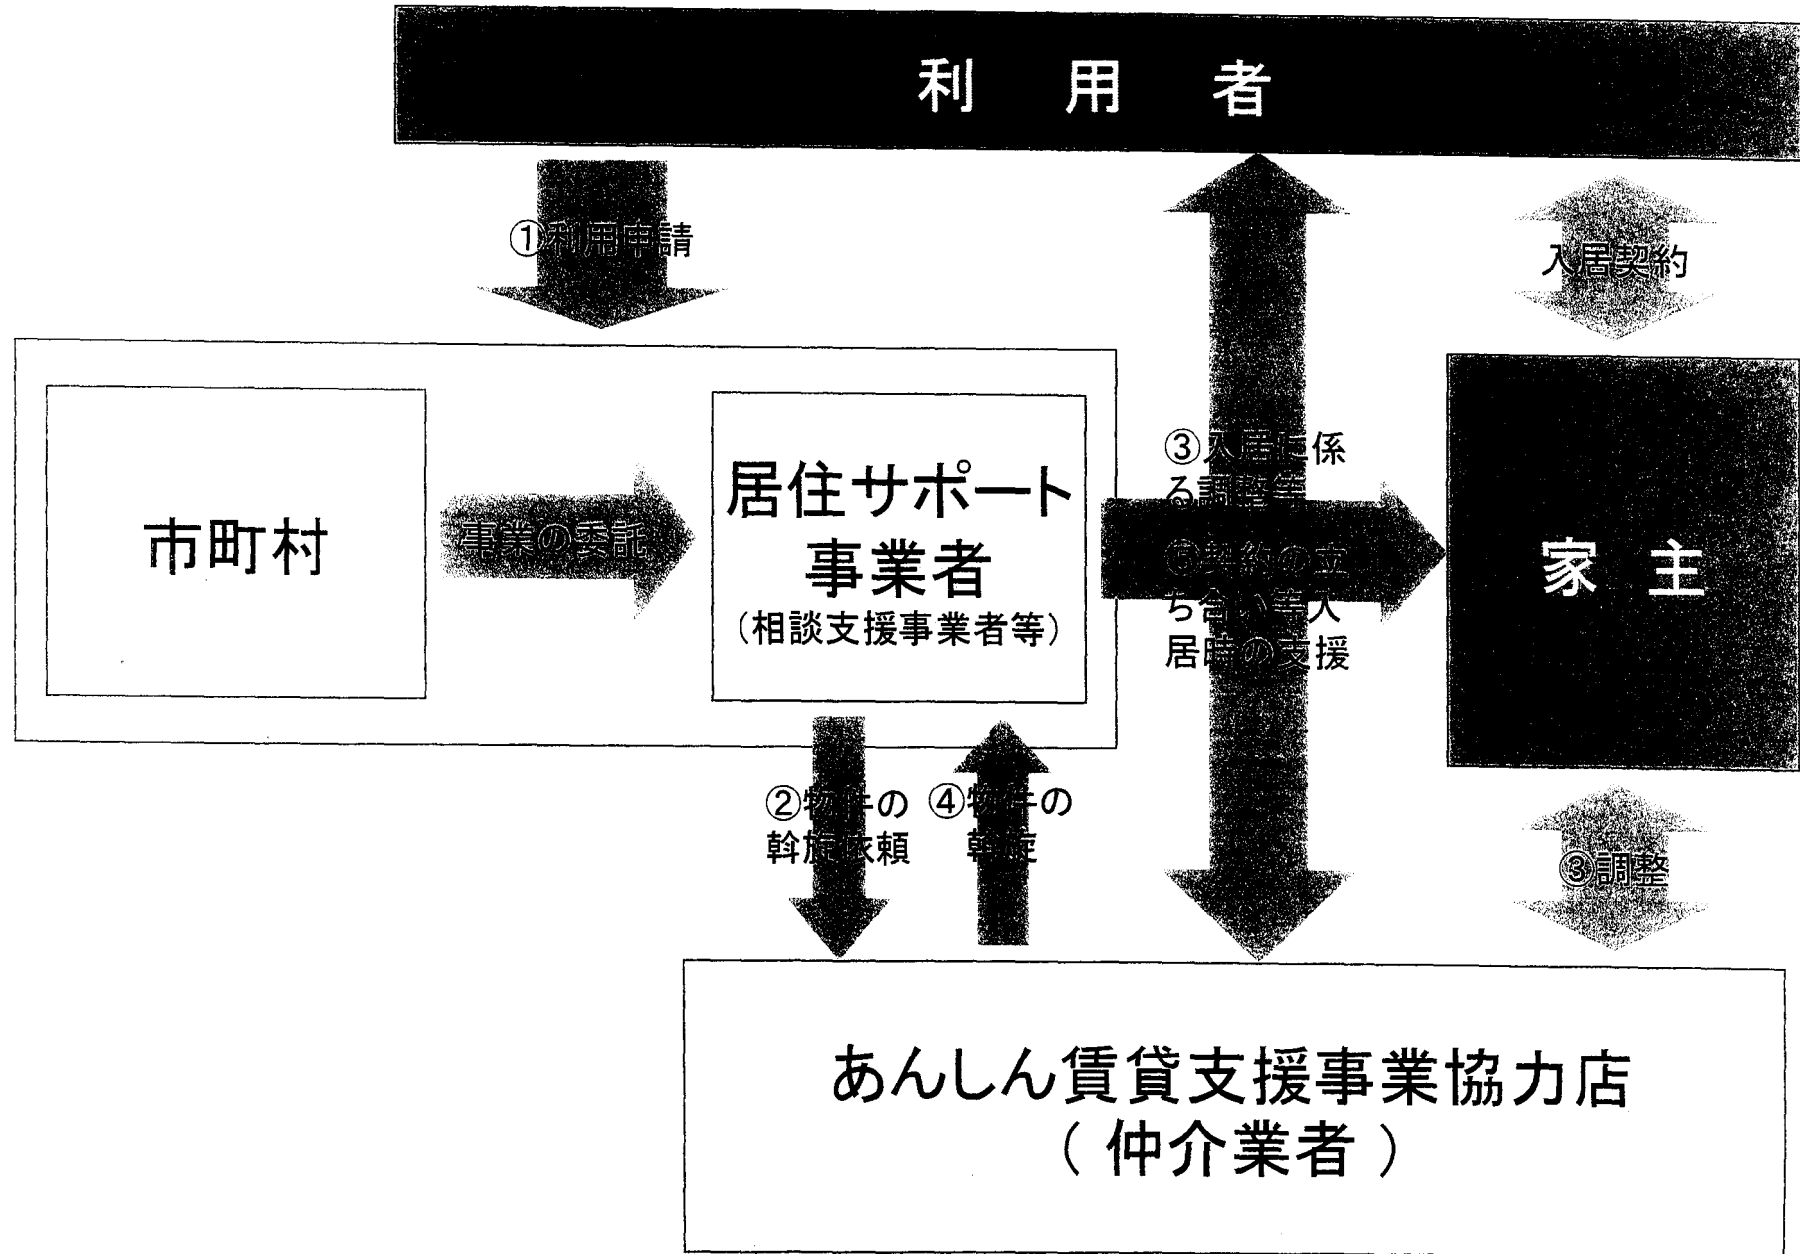 利 用 者
①利用申請
入居契約
市町村
事業の委託
居住サポート
事業者
（相談支援事業者等）
③入居に係
る調整等
⑤契約の立
ち合い等入
居時の支援
家 主
②物件の
斡旋依頼
④物件の
斡旋
③調整
あんしん賃貸支援事業協力店
（ 仲介業者 ）